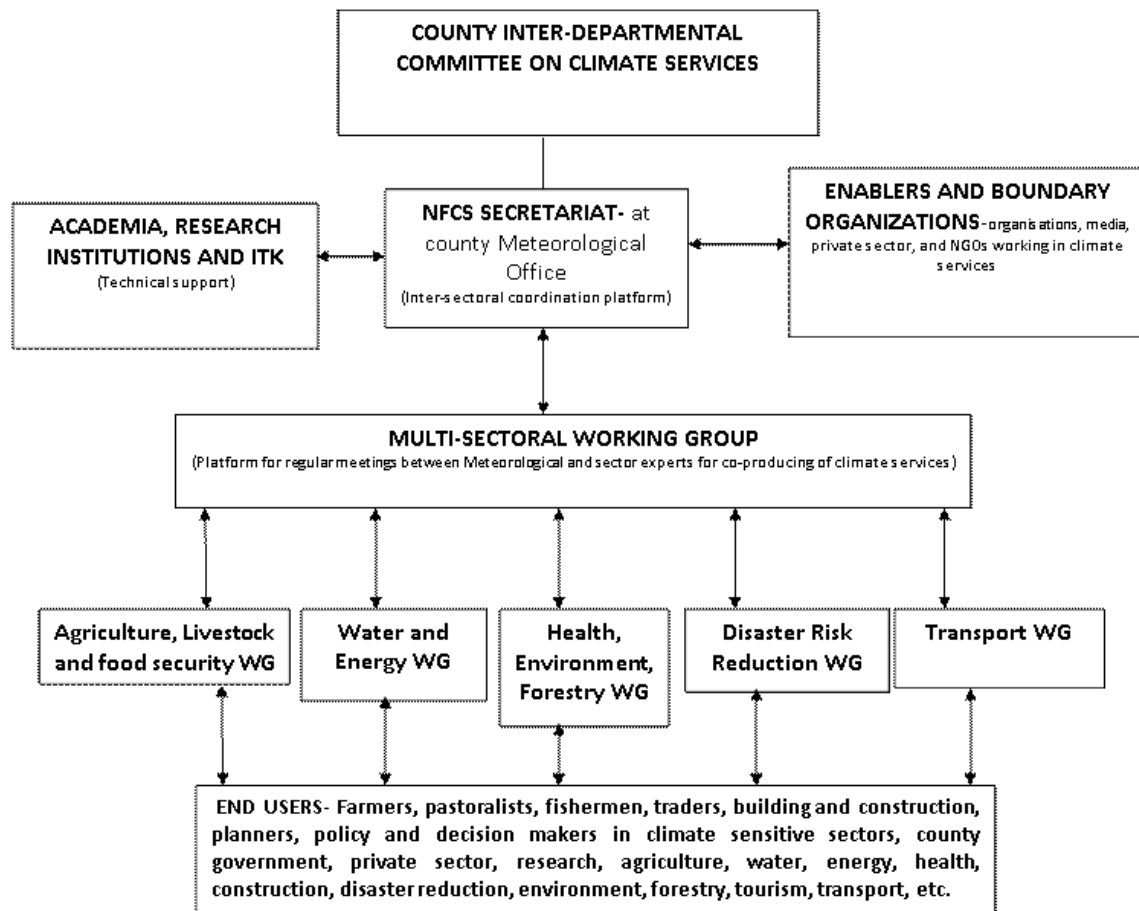 COUNTY INTER-DEPARTMENTAL
COMMITTEE ON CLIMATE SERVICES
ACADEMIA, RESEARCH
INSTITUTIONS AND ITK
(Technical support)
NFCS SECRETARIAT- at
county Meteorological
Office
(Inter-sectoral coordination platform)
ENABLERS AND BOUNDARY
ORGANIZATIONS-organisations, media,
private sector, and NGOs working in climate
services
MULTI-SECTORAL WORKING GROUP
(Platform for regular meetings between Meteorological and sector experts for co-producing of climate services)
Agriculture, Livestock
and food security WG
Water and
Energy WG
Health,
Environment,
Forestry WG
Disaster Risk
Reduction WG
Transport WG
END USERS- Farmers, pastoralists, fishermen, traders, building and construction,
planners, policy and decision makers in climate sensitive sectors, county
government, private sector, research, agriculture, water, energy, health,
construction, disaster reduction, environment, forestry, tourism, transport, etc.